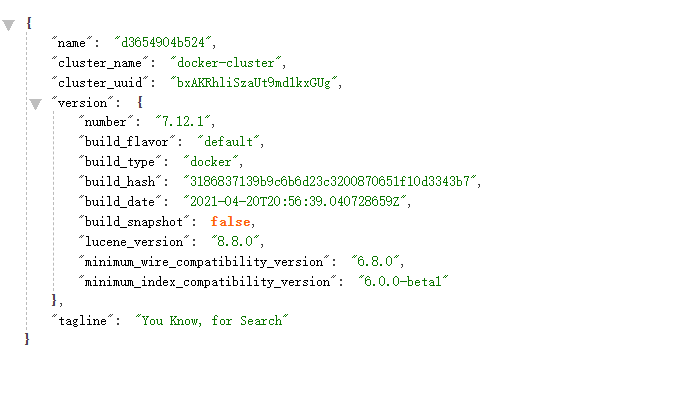 {
"name": "d3654904b524",
"cluster_name": "docker-cluster",
"cluster_uuid": "bxAKRhliSzaUt9md1kxGUg",
"version": {
"number": "7.12.1",
"build_flavor": "default",
"build_type": "docker",
"build_hash": "3186837139b9c6b6d23c3200870651f10d3343b7",
"build_date": "2021-04-20T20:56:39.040728659Z",
"build_snapshot": false,
"lucene_version": "8.8.0",
"minimum_wire_compatibility_version": "6.8.0",
"minimum_index_compatibility_version": "6.0.0-beta1"
},
"tagline": "You Know, for Search"
}